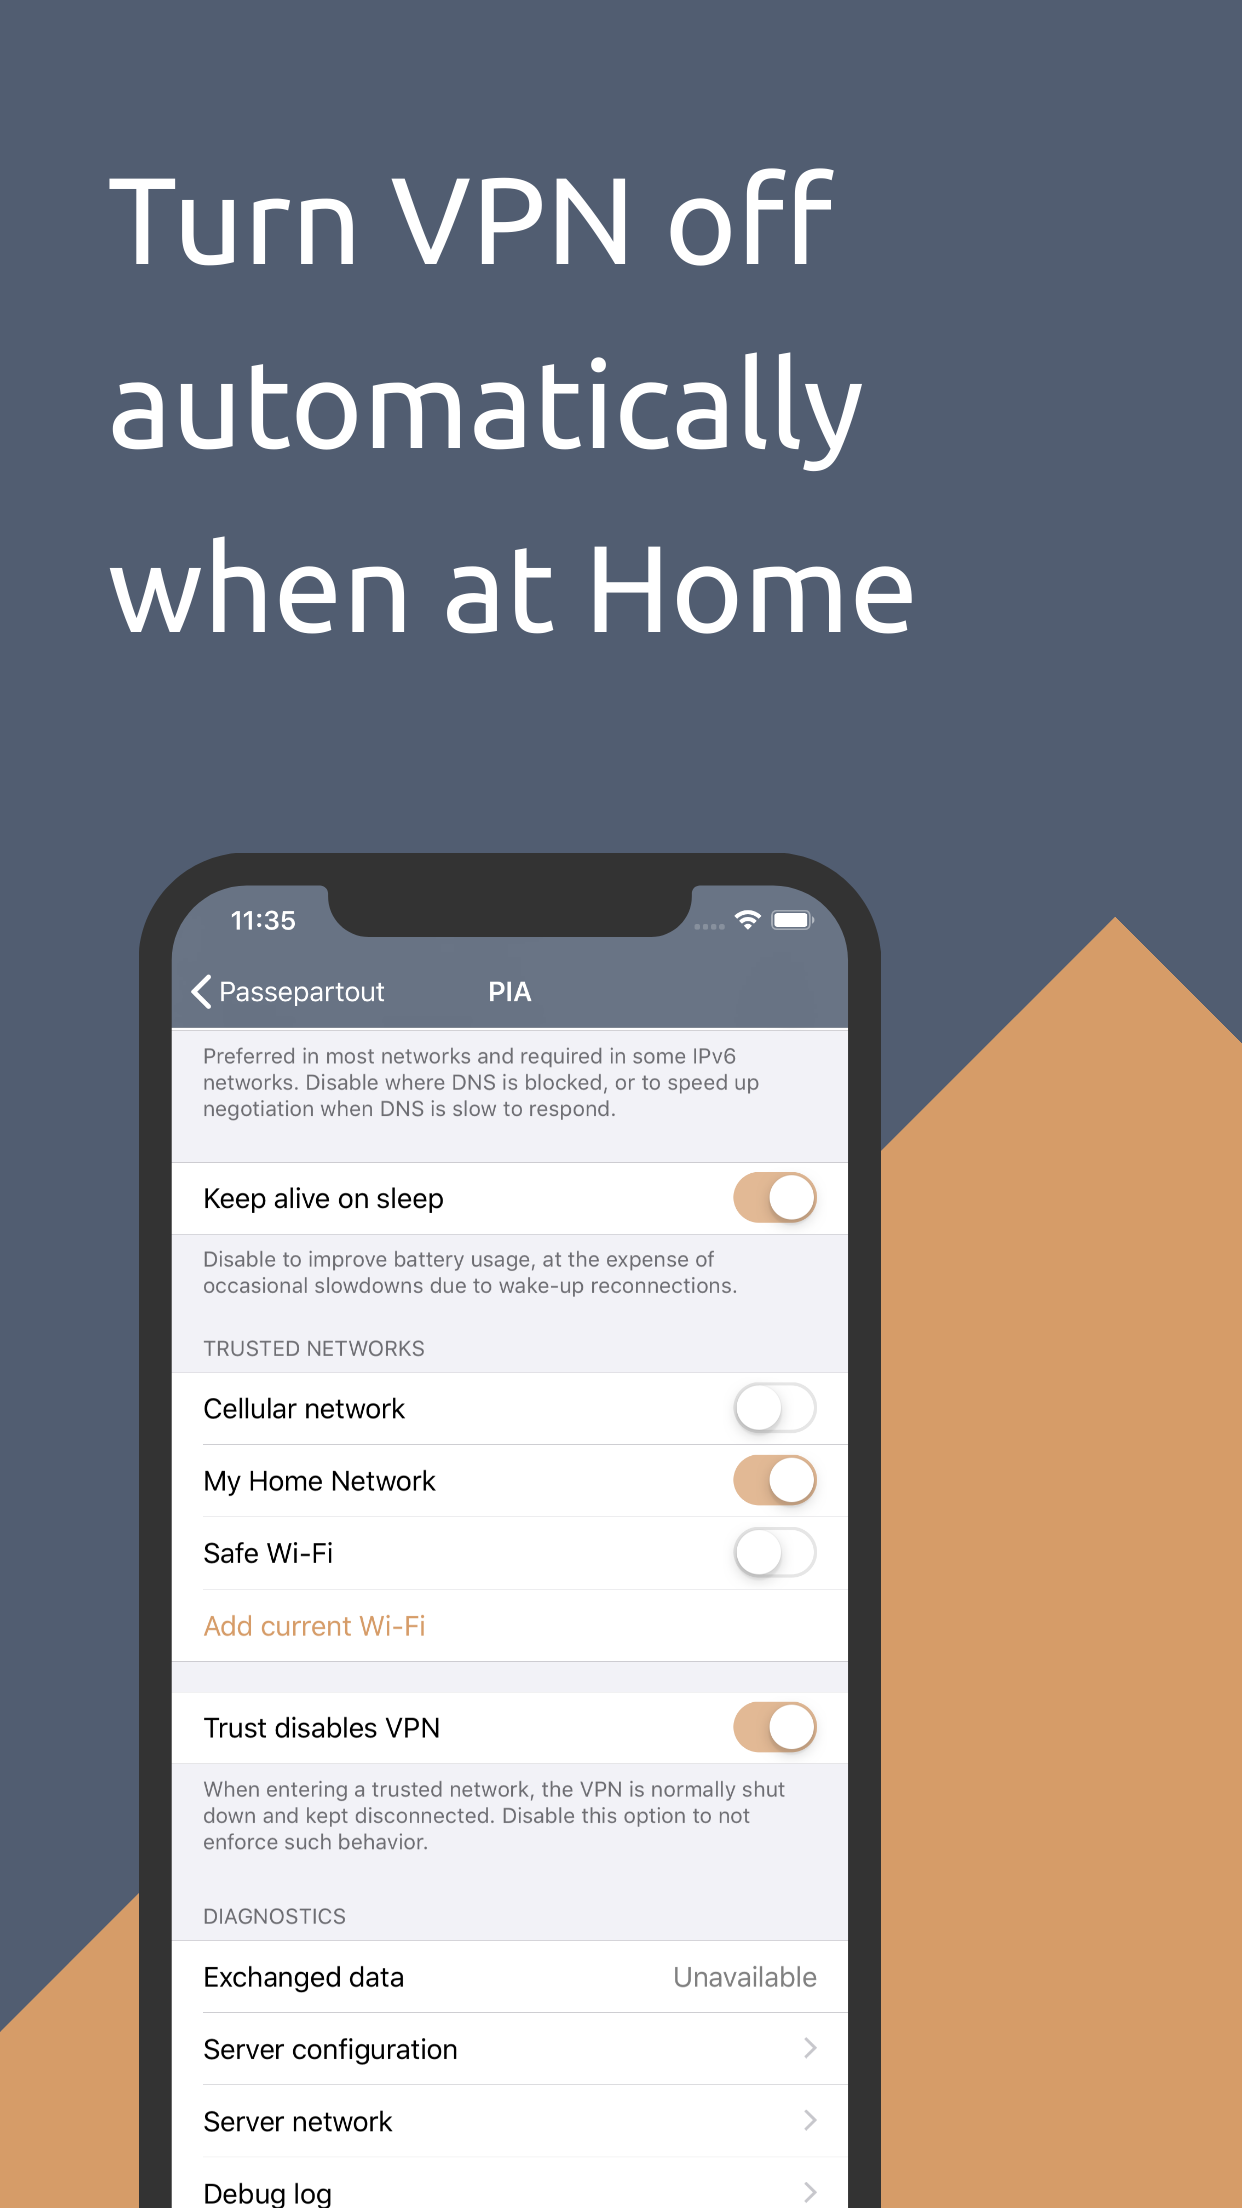 Turn VPN off
automatically
when at Home
11:35
Passepartout
PIA
Preferred in most networks and required in some IPv6
networks. Disable where DNS is blocked, or to speed up
negotiation when DNS is slow to respond.
Keep alive on sleep
Disable to improve battery usage, at the expense of
occasional slowdowns due to wake-up reconnections.
TRUSTED NETWORKS
Cellular network
My Home Network
Safe Wi-Fi
Add current Wi-Fi
Trust disables VPN
When entering a trusted network, the VPN is normally shut
down and kept disconnected. Disable this option to not
enforce such behavior.
DIAGNOSTICS
Exchanged data Unavailable
Server configuration
Server network
Debug log